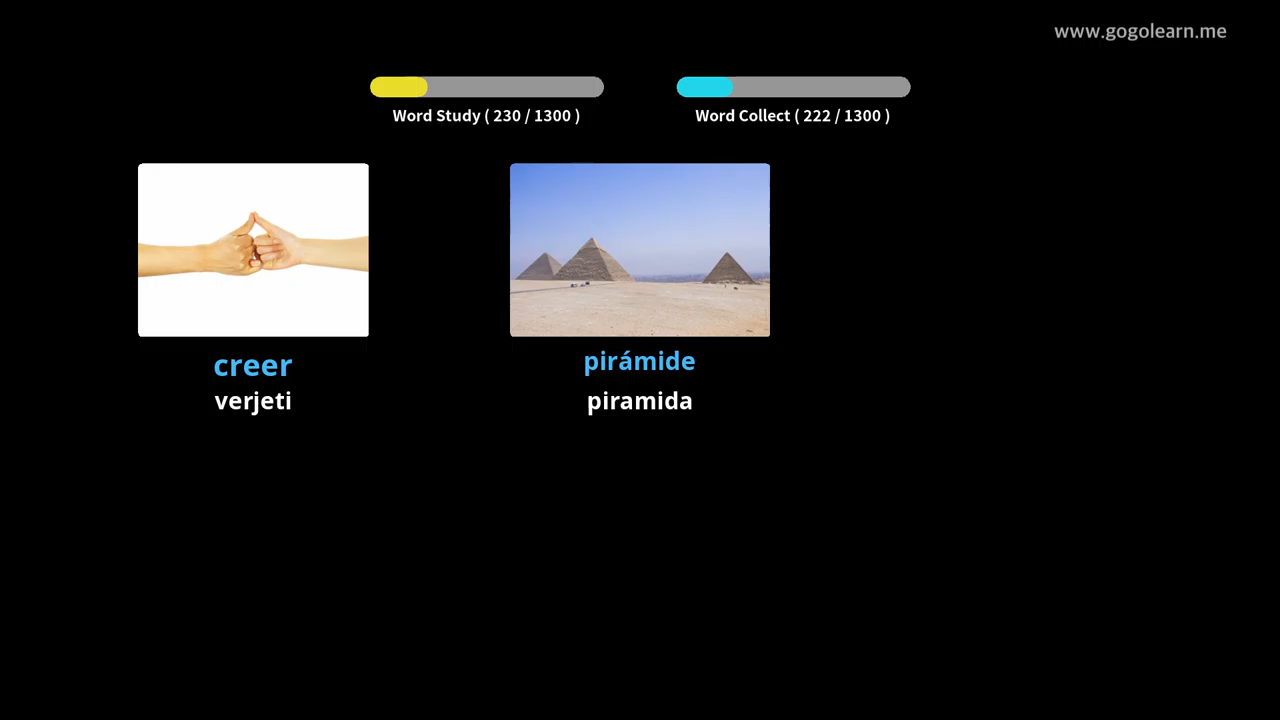 www.gogolearn.me
Word Study ( 230 / 1300 )
Word Collect ( 222 / 1300 )
creer
verjeti
pirámide
piramida